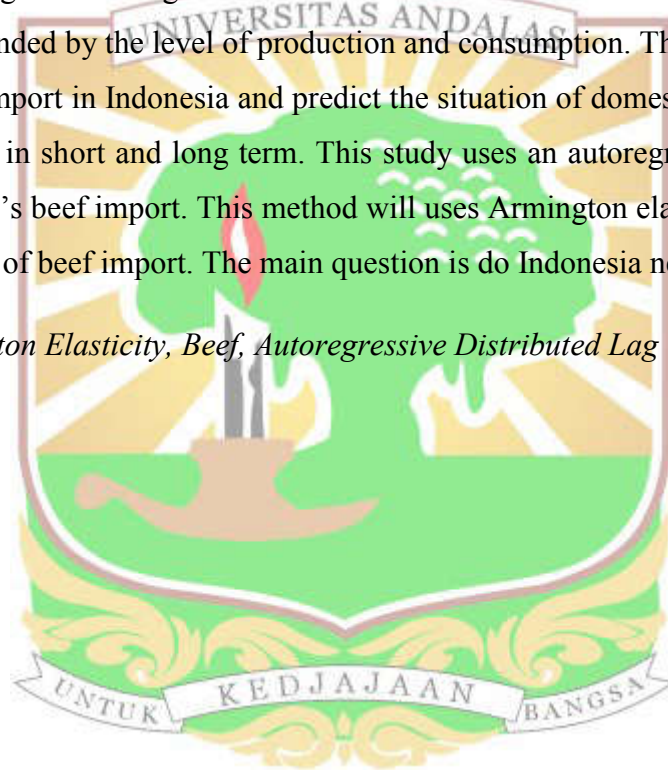 UNIVERSITAS ANDALAS
nded by the level of production and consumption. Th
mport in Indonesia and predict the situation of domes
in short and long term. This study uses an autoregr
's beef import. This method will uses Armington ela
of beef import. The main question is do Indonesia ne
ton Elasticity, Beef, Autoregressive Distributed Lag
UNTUK KEDJAJAAN BANGSA